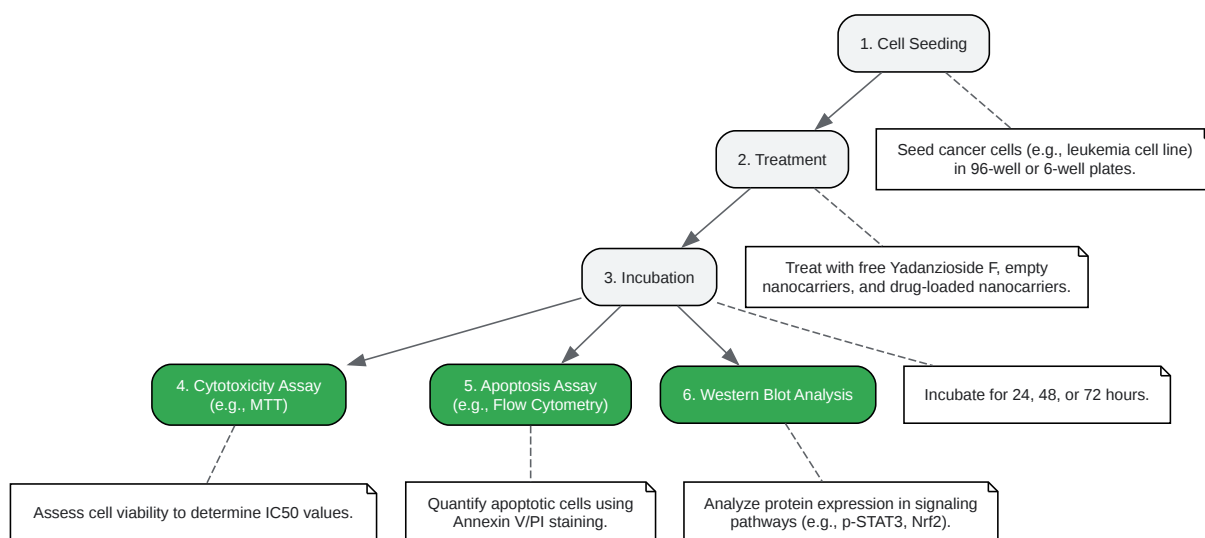 1. Cell Seeding
Seed cancer cells (e.g., leukemia cell line)
in 96-well or 6-well plates.
2. Treatment
Treat with free Yadanzioside F, empty
nanocarriers, and drug-loaded nanocarriers.
3. Incubation
4. Cytotoxicity Assay
(e.g., MTT)
5. Apoptosis Assay
(e.g., Flow Cytometry)
6. Western Blot Analysis
Incubate for 24, 48, or 72 hours.
Assess cell viability to determine IC50 values.
Quantify apoptotic cells using
Annexin V/PI staining.
Analyze protein expression in signaling
pathways (e.g., p-STAT3, Nrf2).